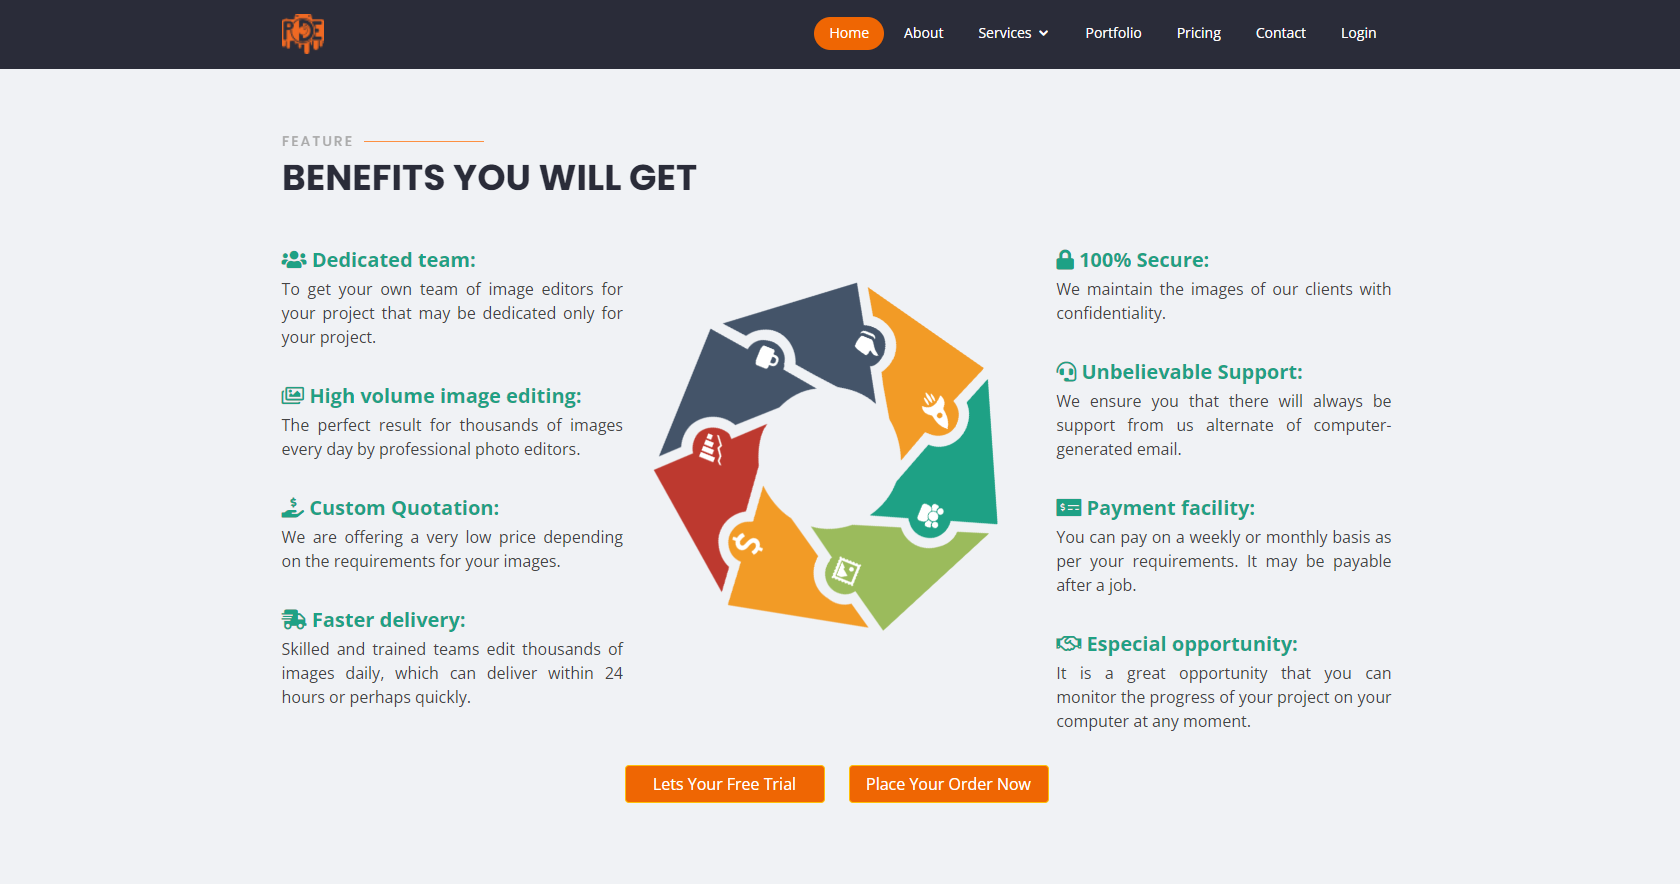 Home About Services Portfolio Pricing Contact Login
FEATURE
BENEFITS YOU WILL GET
Dedicated team:
To get your own team of image editors for
your project that may be dedicated only for
your project.
High volume image editing:
The perfect result for thousands of images
every day by professional photo editors.
Custom Quotation:
We are offering a very low price depending
on the requirements for your images.
Faster delivery:
Skilled and trained teams edit thousands of
images daily, which can deliver within 24
hours or perhaps quickly.
100% Secure:
We maintain the images of our clients with
confidentiality.
Unbelievable Support:
We ensure you that there will always be
support from us alternate of computer-
generated email.
Payment facility:
You can pay on a weekly or monthly basis as
per your requirements. It may be payable
after a job.
Especial opportunity:
It is a great opportunity that you can
monitor the progress of your project on your
computer at any moment.
Lets Your Free Trial
Place Your Order Now